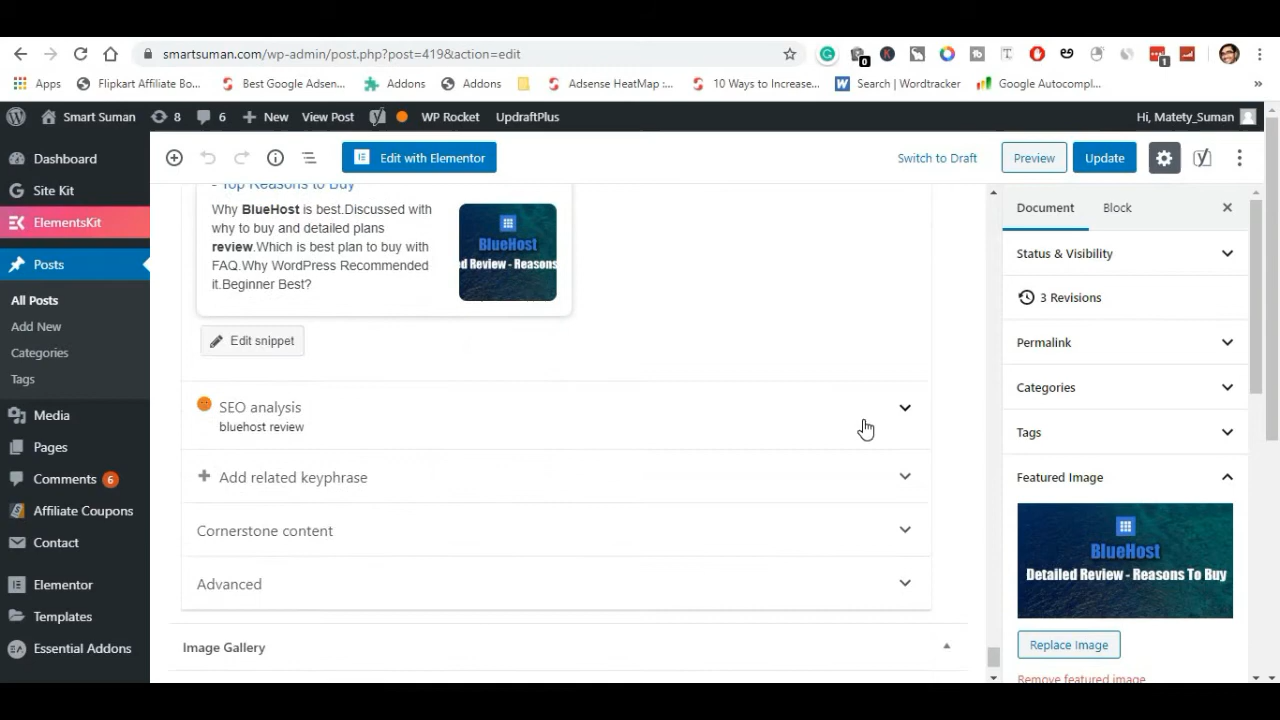 smartsuman.com/wp-admin/post.php?post=419&action=edit
0
1
Apps
Flipkart Affiliate Bo...
Best Google Adsen...
Addons
Addons
Adsense HeatMap :...
10 Ways to Increase...
Search | Wordtracker
Google Autocompl...
»
Smart Suman
8
6
New
View Post
WP Rocket
UpdraftPlus
Hi, Matety_Suman
Dashboard
Site Kit
ElementsKit
Posts
All Posts
Add New
Categories
Tags
Media
Pages
Comments 6
Affiliate Coupons
Contact
Elementor
Templates
Essential Addons
Edit with Elementor
Switch to Draft
Preview
Update
- Top Reasons to Buy
Why BlueHost is best.Discussed with
why to buy and detailed plans
review.Which is best plan to buy with
FAQ.Why WordPress Recommended
it.Beginner Best?
BlueHost
d Review - Reasons
Edit snippet
SEO analysis
bluehost review
Add related keyphrase
Cornerstone content
Advanced
Image Gallery
Document
Block
Status & Visibility
3 Revisions
Permalink
Categories
Tags
Featured Image
BlueHost
Detailed Review - Reasons To Buy
Replace Image
Remove featured image